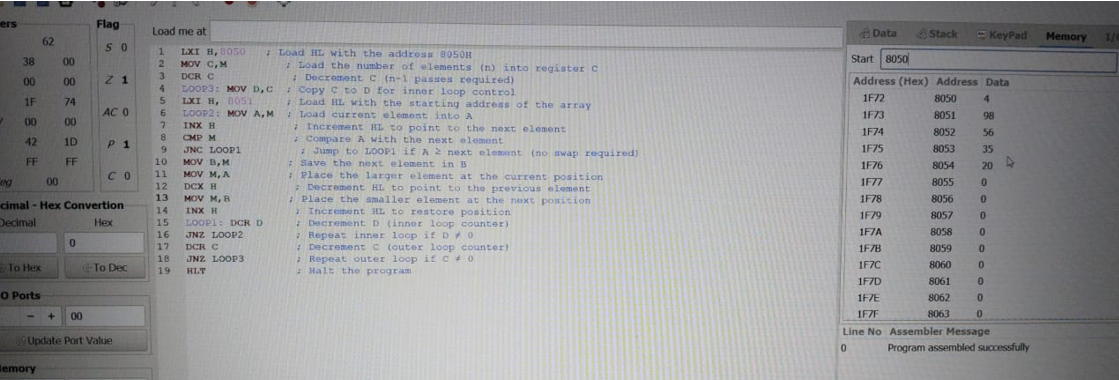 ers
Flag
62
S 0
38 00
00 00
Z 1
1F 74
AC 0
00 00
42 1D
P 1
FF FF
eg 00
C 0
cimal - Hex Convertion
Decimal Hex
0
To Hex To Dec
O Ports
- + 00
Update Port Value
emory
Load me at
1 LXI H,8050 ; Load HL with the address 8050H
2 MOV C,M ; Load the number of elements (n) into register C
3 DCR C ; Decrement C (n-1 passes required)
4 LOOP3: MOV D,C ; Copy C to D for inner loop control
5 LXI H, 8051 ; Load HL with the starting address of the array
6 LOOP2: MOV A,M ; Load current element into A
7 INX H ; Increment HL to point to the next element
8 CMP M ; Compare A with the next element
9 JNC LOOP1 ; Jump to LOOP1 if A ≥ next element (no swap required)
10 MOV B,M ; Save the next element in B
11 MOV M,A ; Place the larger element at the current position
12 DCX H ; Decrement HL to point to the previous element
13 MOV M,B ; Place the smaller element at the next position
14 INX H ; Increment HL to restore position
15 LOOP1: DCR D ; Decrement D (inner loop counter)
16 JNZ LOOP2 ; Repeat inner loop if D ≠ 0
17 DCR C ; Decrement C (outer loop counter)
18 JNZ LOOP3 ; Repeat outer loop if C ≠ 0
19 HLT ; Halt the program
Data Stack KeyPad Memory I/
Start 8050
Address (Hex) Address Data
1F72 8050 4
1F73 8051 98
1F74 8052 56
1F75 8053 35
1F76 8054 20
1F77 8055 0
1F78 8056 0
1F79 8057 0
1F7A 8058 0
1F7B 8059 0
1F7C 8060 0
1F7D 8061 0
1F7E 8062 0
1F7F 8063 0
Line No Assembler Message
0 Program assembled successfully